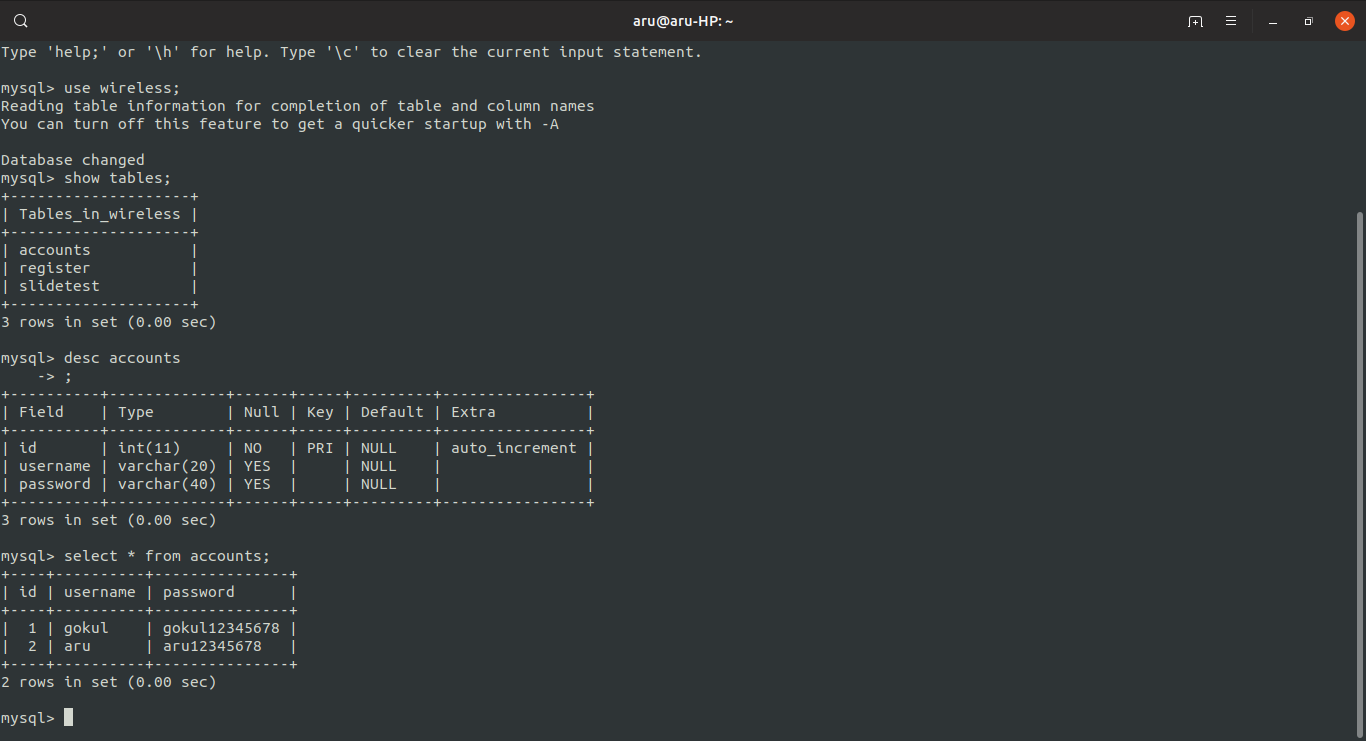 aru@aru-HP: ~
Type 'help;' or '\h' for help. Type '\c' to clear the current input statement.
mysql> use wireless;
Reading table information for completion of table and column names
You can turn off this feature to get a quicker startup with -A
Database changed
mysql> show tables;
+--------------------+
| Tables_in_wireless |
+--------------------+
| accounts           |
| register           |
| slidetest          |
+--------------------+
3 rows in set (0.00 sec)
mysql> desc accounts
    -> ;
+----------+-------------+------+-----+---------+----------------+
| Field    | Type        | Null | Key | Default | Extra          |
+----------+-------------+------+-----+---------+----------------+
| id       | int(11)     | NO   | PRI | NULL    | auto_increment |
| username | varchar(20) | YES  |     | NULL    |                |
| password | varchar(40) | YES  |     | NULL    |                |
+----------+-------------+------+-----+---------+----------------+
3 rows in set (0.00 sec)
mysql> select * from accounts;
+----+----------+---------------+
| id | username | password      |
+----+----------+---------------+
|  1 | gokul    | gokul12345678 |
|  2 | aru      | aru12345678   |
+----+----------+---------------+
2 rows in set (0.00 sec)
mysql>